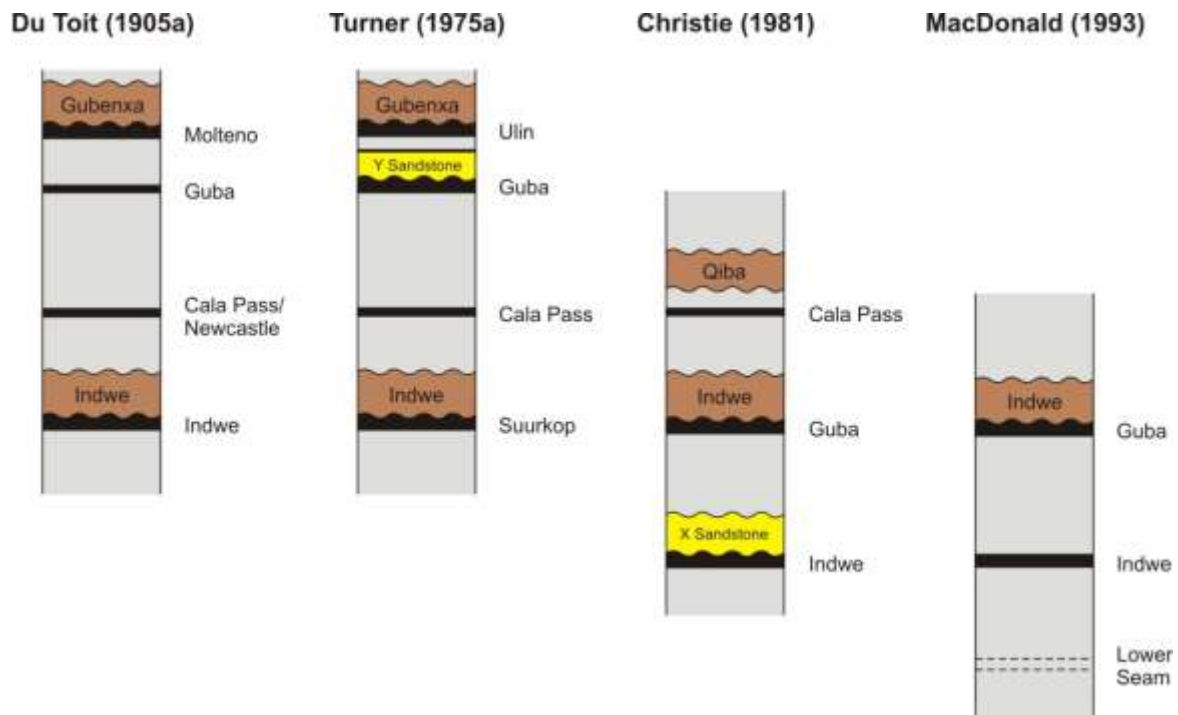 Du Toit (1905a)
Gubenxa
Molteno
Guba
Cala Pass/
Newcastle
Indwe
Indwe
Turner (1975a)
Gubenxa
Ulin
Y Sandstone
Guba
Cala Pass
Indwe
Suurkop
Christie (1981)
Qiba
Cala Pass
Indwe
Guba
X Sandstone
Indwe
MacDonald (1993)
Indwe
Guba
Indwe
Lower
Seam